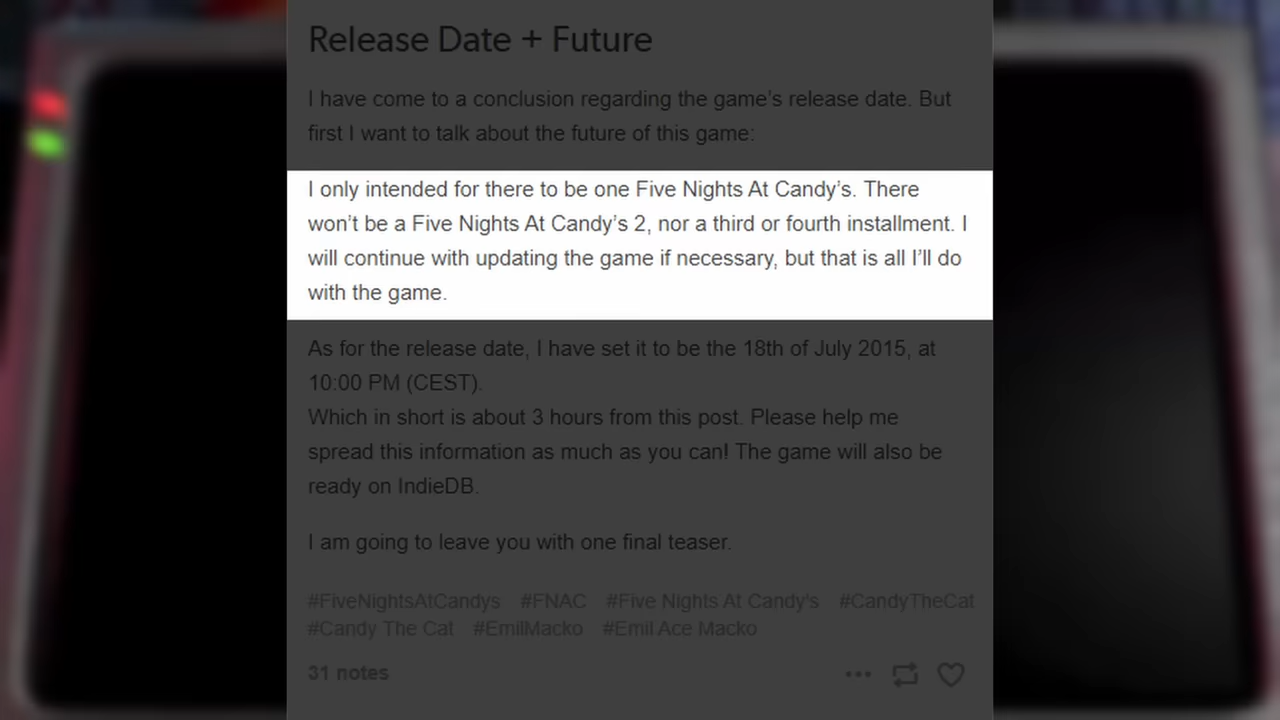 Release Date + Future
I have come to a conclusion regarding the game’s release date. But
first I want to talk about the future of this game:
I only intended for there to be one Five Nights At Candy’s. There
won’t be a Five Nights At Candy’s 2, nor a third or fourth installment. I
will continue with updating the game if necessary, but that is all I’ll do
with the game.
As for the release date, I have set it to be the 18th of July 2015, at
10:00 PM (CEST).
Which in short is about 3 hours from this post. Please help me
spread this information as much as you can! The game will also be
ready on IndieDB.
I am going to leave you with one final teaser.
#FiveNightsAtCandys #FNAC #Five Nights At Candy's #CandyTheCat
#Candy The Cat #EmilMacko #Emil Ace Macko
31 notes